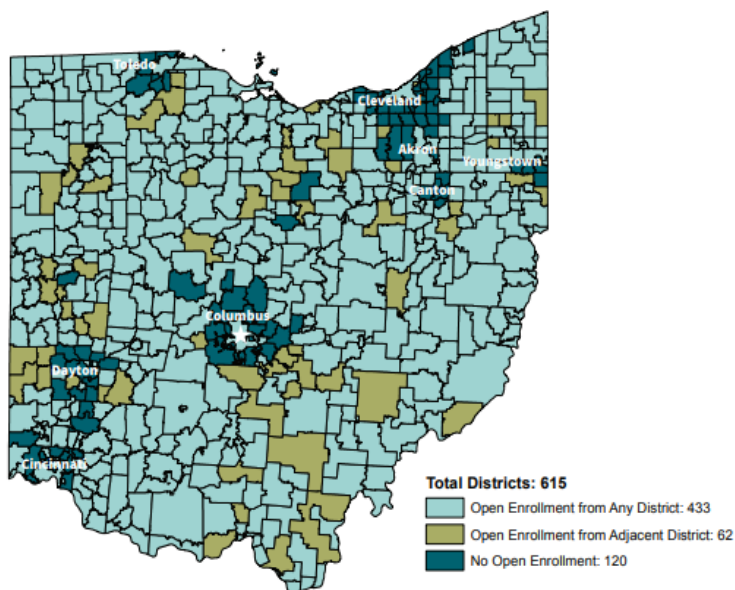 Toledo
Cleveland
Akron
Youngstown
Canton
Columbus
Dayton
Cincinnati
Total Districts: 615
Open Enrollment from Any District: 433
Open Enrollment from Adjacent District: 62
No Open Enrollment: 120